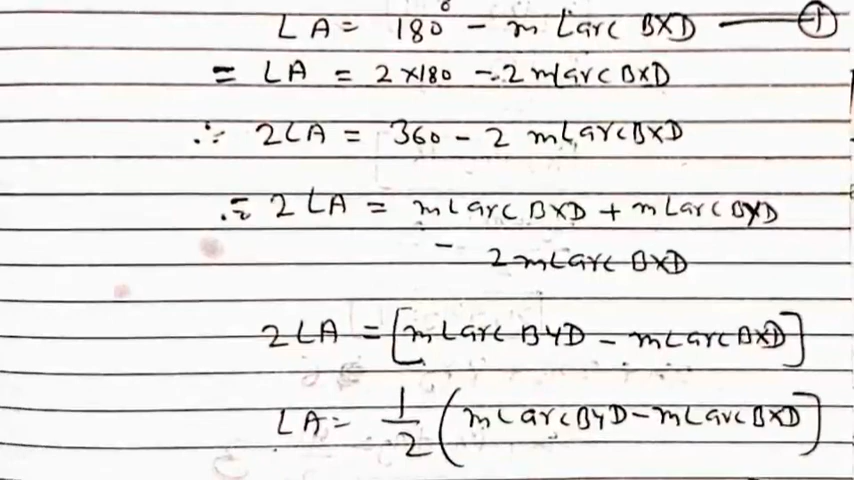 ∠A = 180° - m∠arc BXD ——— ①
= ∠A = 2×180 - 2m∠arc BXD
∴ 2∠A = 360 - 2 m∠arc BXD
∴ 2∠A = m∠arc BXD + m∠arc BYD
- 2m∠arc BXD
2∠A = [m∠arc BYD - m∠arc BXD]
∠A = 1/2 (m∠arc BYD - m∠arc BXD]